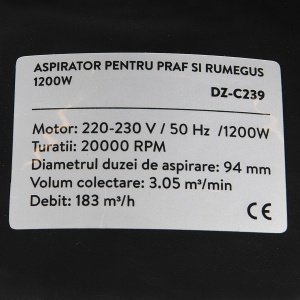 ASPIRATOR PENTRU PRAF SI RUMEGUS
1200W
DZ-C239
Motor: 220-230 V / 50 Hz /1200W
Turatii: 20000 RPM
Diametrul duzei de aspirare: 94 mm
Volum colectare: 3.05 m³/min
Debit: 183 m³/h
CE